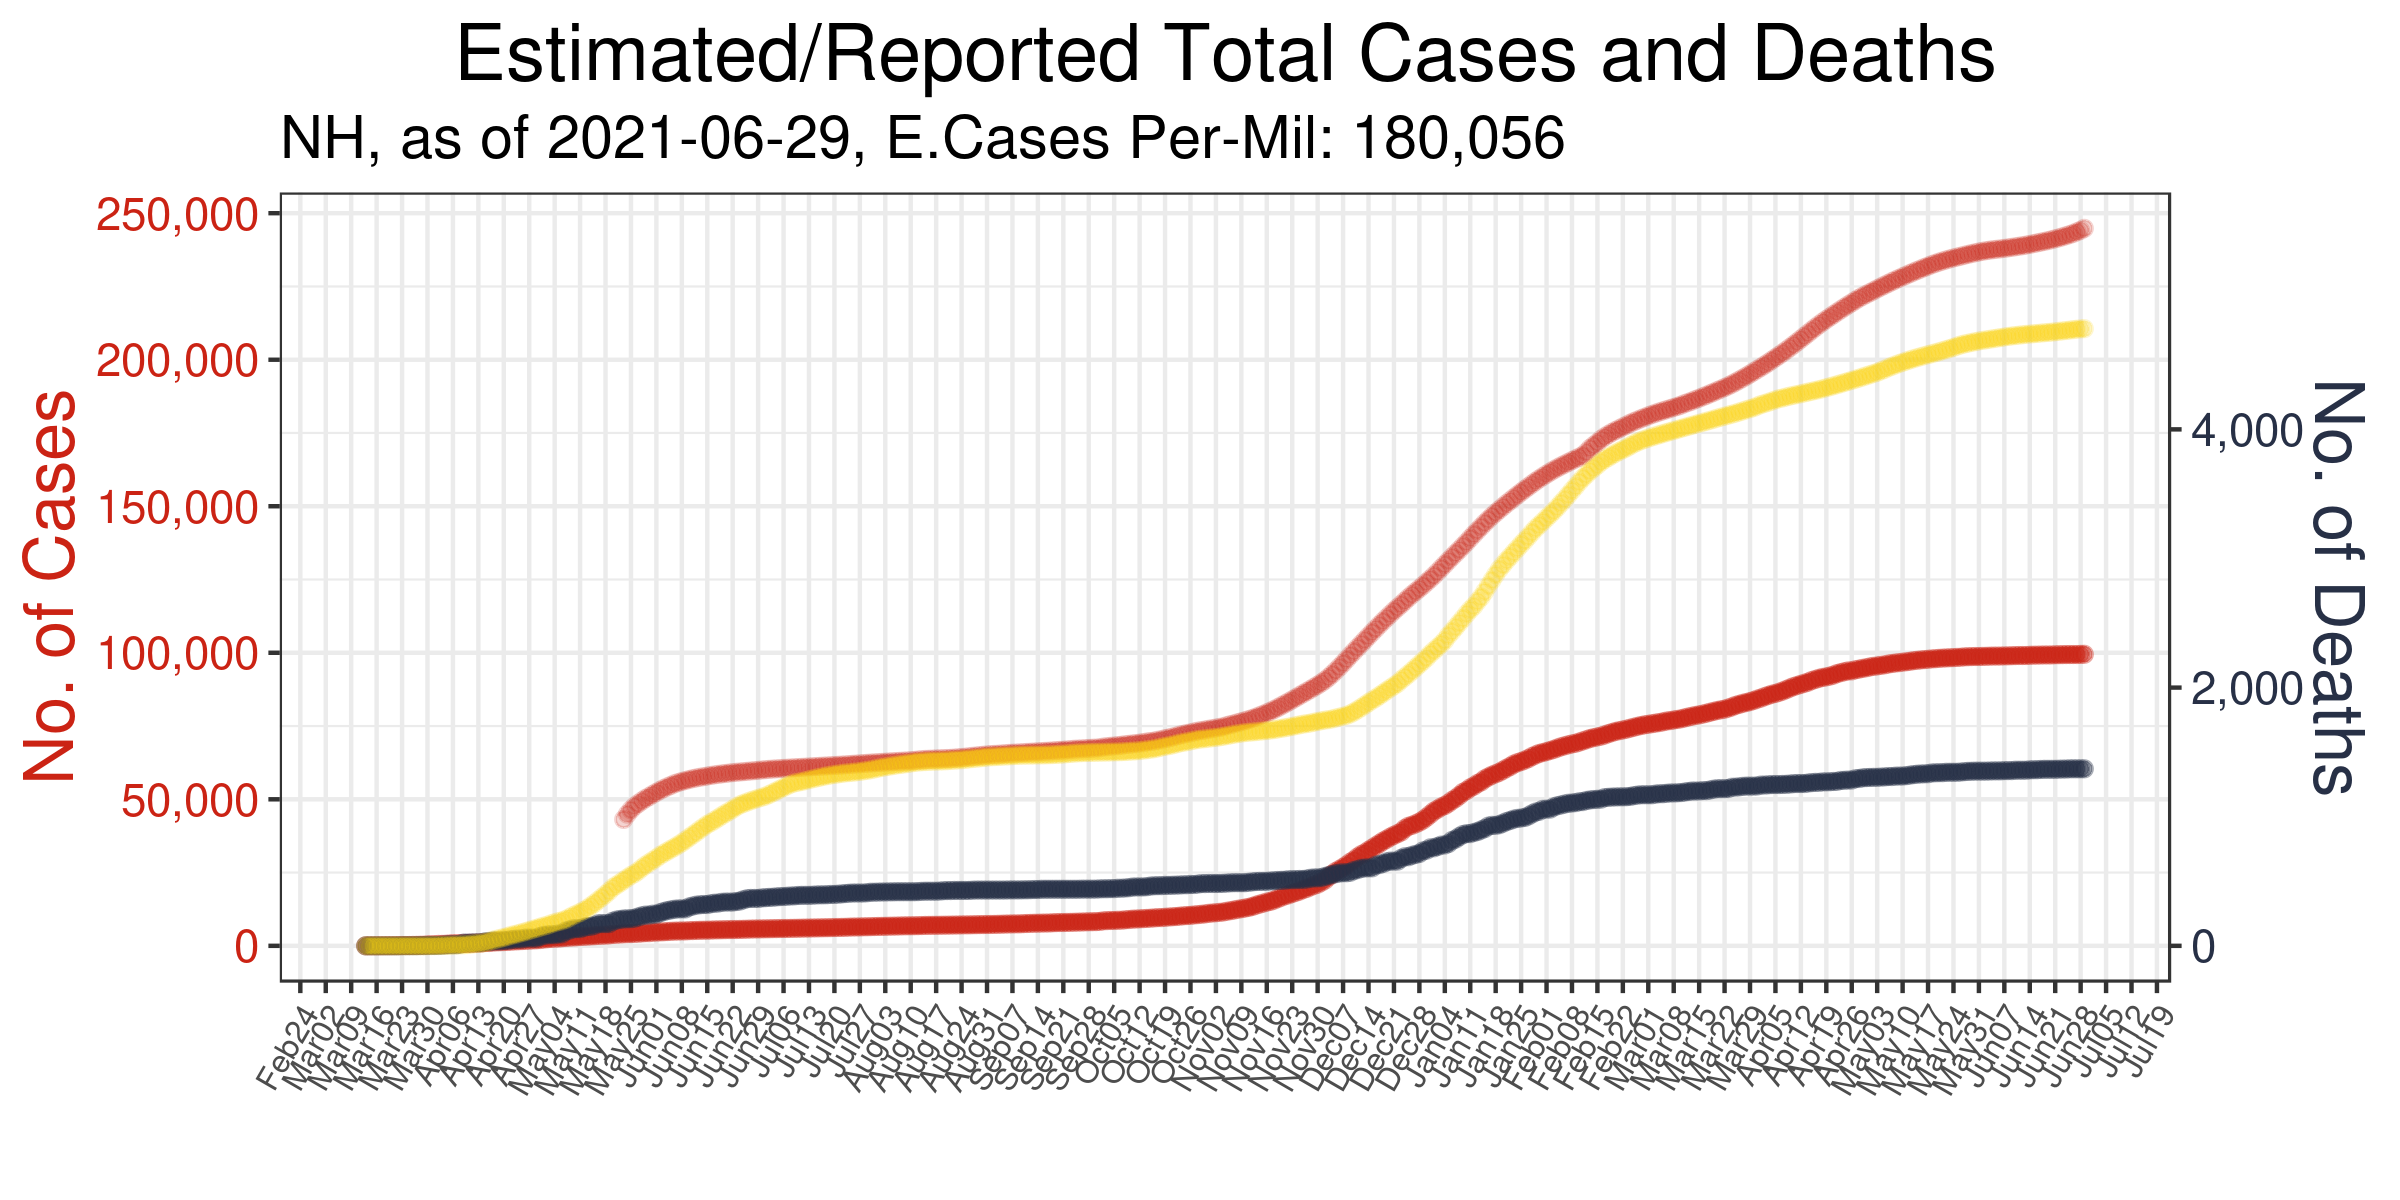 Estimated/Reported Total Cases and Deaths
NH, as of 2021-06-29, E.Cases Per-Mil: 180,056
No. of Cases
250,000
200,000
150,000
100,000
50,000
0
4,000
2,000
0
No. of Deaths
Feb24
Mar02
Mar09
Mar16
Mar23
Mar30
Apr06
Apr13
Apr20
Apr27
May04
May11
May18
May25
Jun01
Jun08
Jun15
Jun22
Jun29
Jul06
Jul13
Jul20
Jul27
Aug03
Aug10
Aug17
Aug24
Aug31
Sep07
Sep14
Sep21
Sep28
Oct05
Oct12
Oct19
Oct26
Nov02
Nov09
Nov16
Nov23
Nov30
Dec07
Dec14
Dec21
Dec28
Jan04
Jan11
Jan18
Jan25
Feb01
Feb08
Feb15
Feb22
Mar01
Mar08
Mar15
Mar22
Mar29
Apr05
Apr12
Apr19
Apr26
May03
May10
May17
May24
May31
Jun07
Jun14
Jun21
Jun28
Jul05
Jul12
Jul19